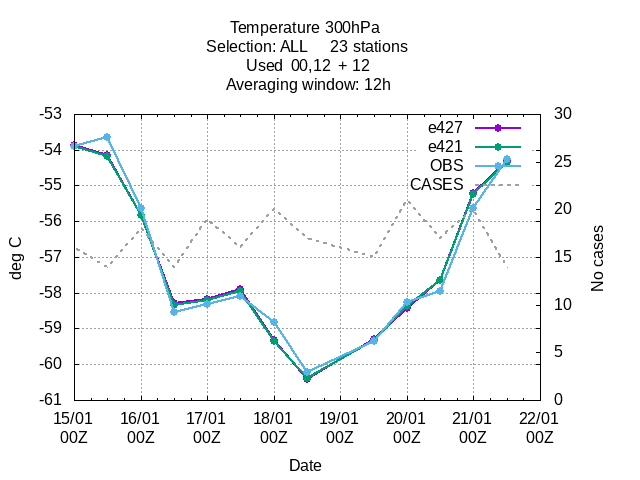 Temperature 300hPa
Selection: ALL 23 stations
Used 00,12 + 12
Averaging window: 12h
-53
-54
-55
-56
-57
-58
-59
-60
-61
deg C
30
25
20
15
10
5
0
No cases
e427
e421
OBS
CASES
15/01 16/01 17/01 18/01 19/01 20/01 21/01 22/01
00Z 00Z 00Z 00Z 00Z 00Z 00Z 00Z
Date